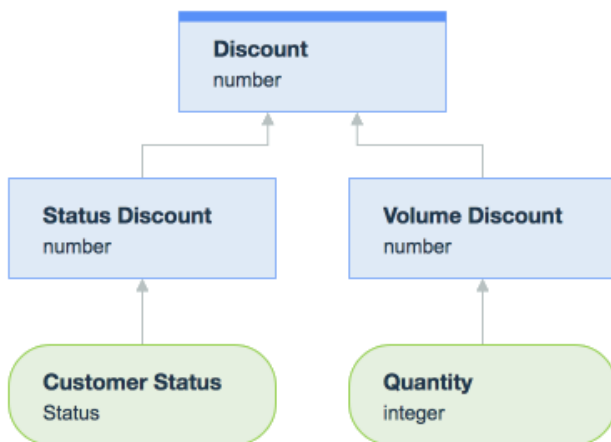 Discount
number
Status Discount
number
Volume Discount
number
Customer Status
Status
Quantity
integer